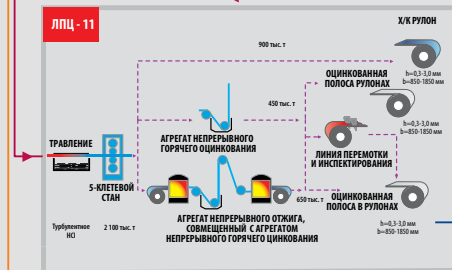 ЛПЦ - 11
Х/К РУЛОН
900 тыс. т
h=0,3-3,0 мм
b=850-1850 мм
ОЦИНКОВАННАЯ
ПОЛОСА РУЛОНАХ
450 тыс. т
h=0,3-3,0 мм
b=850-1850 мм
ТРАВЛЕНИЕ
АГРЕГАТ НЕПРЕРЫВНОГО
ГОРЯЧЕГО ОЦИНКОВАНИЯ
ЛИНИЯ ПЕРЕМОТКИ
И ИНСПЕКТИРОВАНИЯ
5-КЛЕТЕВОЙ
СТАН
650 тыс. т
ОЦИНКОВАННАЯ
ПОЛОСА В РУЛОНАХ
Турбулентное
HCl
2 100 тыс. т
АГРЕГАТ НЕПРЕРЫВНОГО ОТЖИГА,
СОВМЕЩЕННЫЙ С АГРЕГАТОМ
НЕПРЕРЫВНОГО ГОРЯЧЕГО ЦИНКОВАНИЯ
h=0,3-3,0 мм
b=850-1850 мм